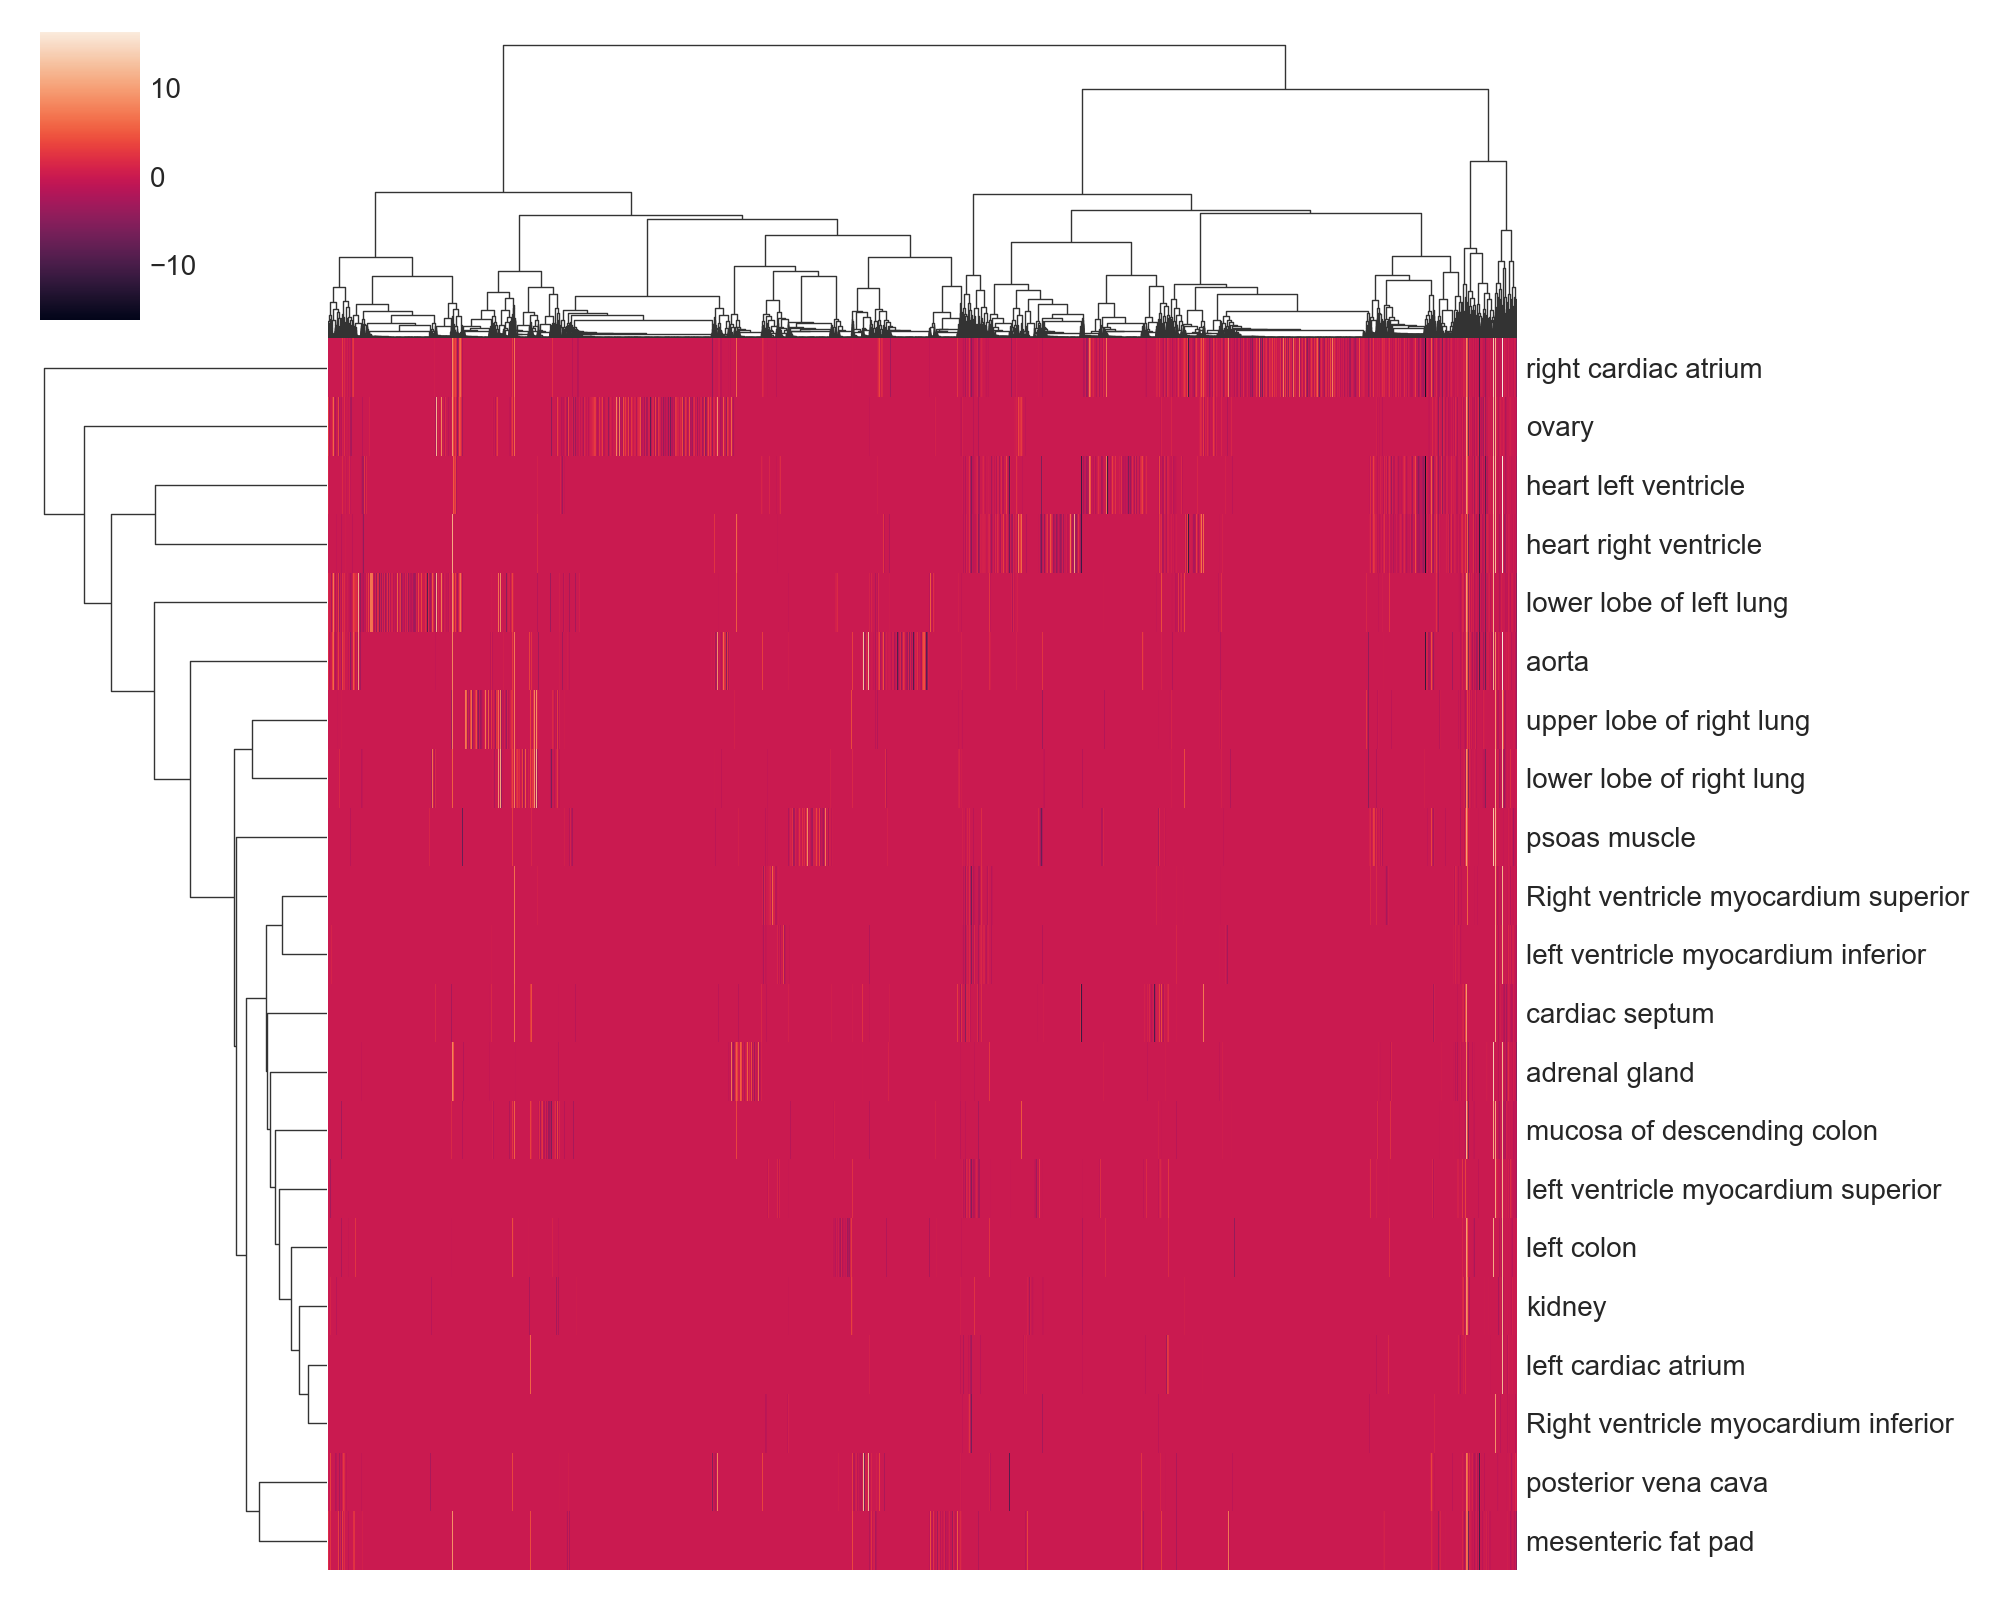 10
0
−10
right cardiac atrium
ovary
heart left ventricle
heart right ventricle
lower lobe of left lung
aorta
upper lobe of right lung
lower lobe of right lung
psoas muscle
Right ventricle myocardium superior
left ventricle myocardium inferior
cardiac septum
adrenal gland
mucosa of descending colon
left ventricle myocardium superior
left colon
kidney
left cardiac atrium
Right ventricle myocardium inferior
posterior vena cava
mesenteric fat pad